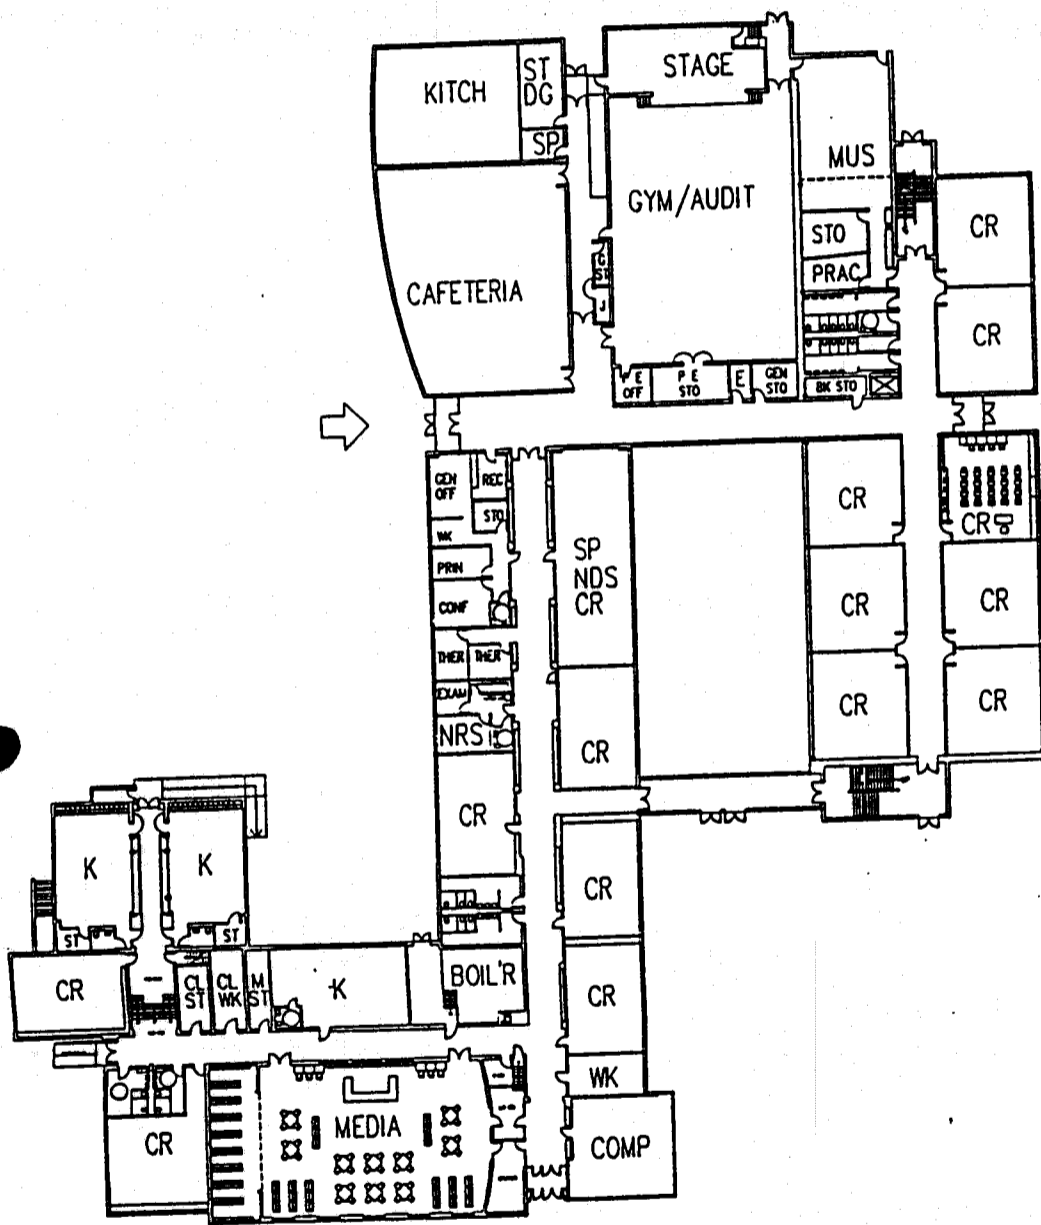 STAGE
KITCH
ST
DG
SP
MUS
GYM/AUDIT
CR
STO
PRAC
CAFETERIA
J
CR
P E
OFF
P E
STO
E
GEN
STO
BK STO
GEN
OFF
REC
STO
WK
PRIN
CONF
THER
THER
EXAM
NRS
SP
NDS
CR
CR
CR
CR
CR
CR
CR
CR
CR
CR
K
K
ST
ST
CR
CR
CL
ST
CL
WK
M
ST
K
BOIL'R
CR
WK
MEDIA
CR
COMP